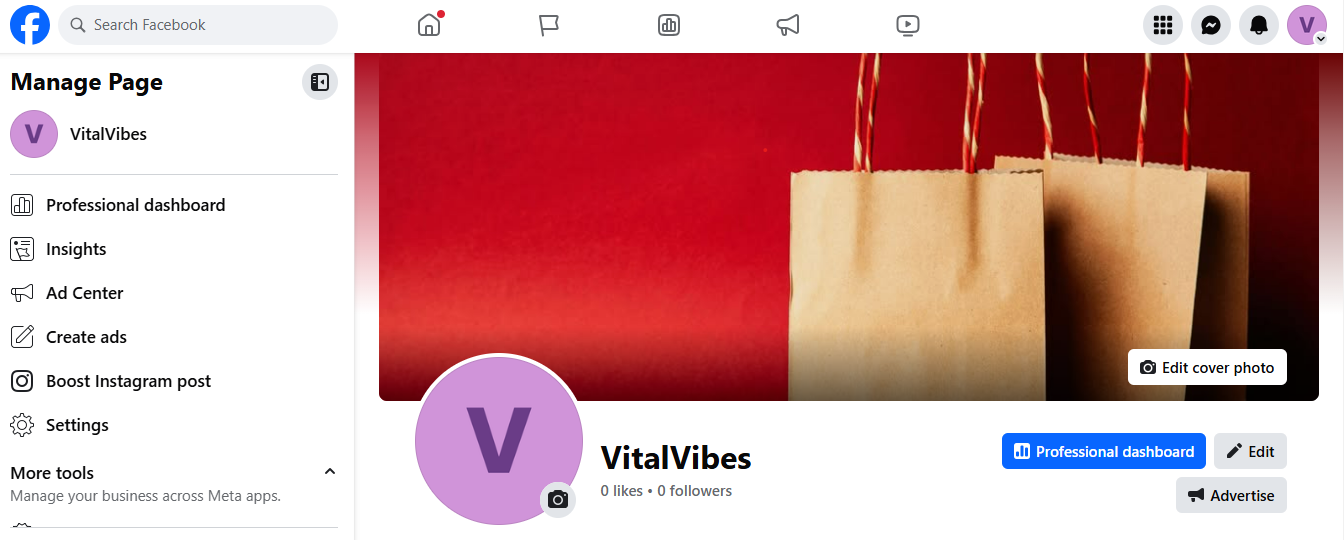 Search Facebook
V
Manage Page
V
VitalVibes
Professional dashboard
Insights
Ad Center
Create ads
Boost Instagram post
Settings
More tools
Manage your business across Meta apps.
Edit cover photo
V
VitalVibes
0 likes • 0 followers
Professional dashboard
Edit
Advertise